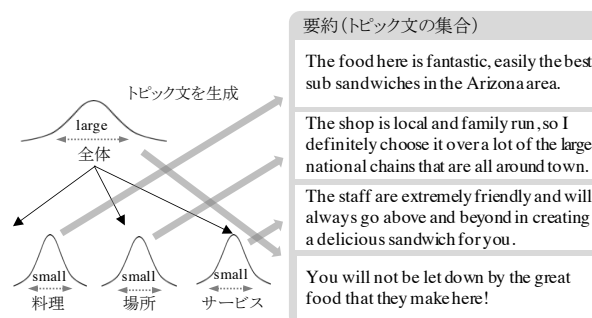 要約(トピック文の集合)
The food here is fantastic, easily the best
sub sandwiches in the Arizona area.
The shop is local and family run, so I
definitely choose it over a lot of the large
national chains that are all around town.
The staff are extremely friendly and will
always go above and beyond in creating
a delicious sandwich for you.
You will not be let down by the great
food that they make here!
トピック文を生成
large
全体
small
small
small
料理
場所
サービス